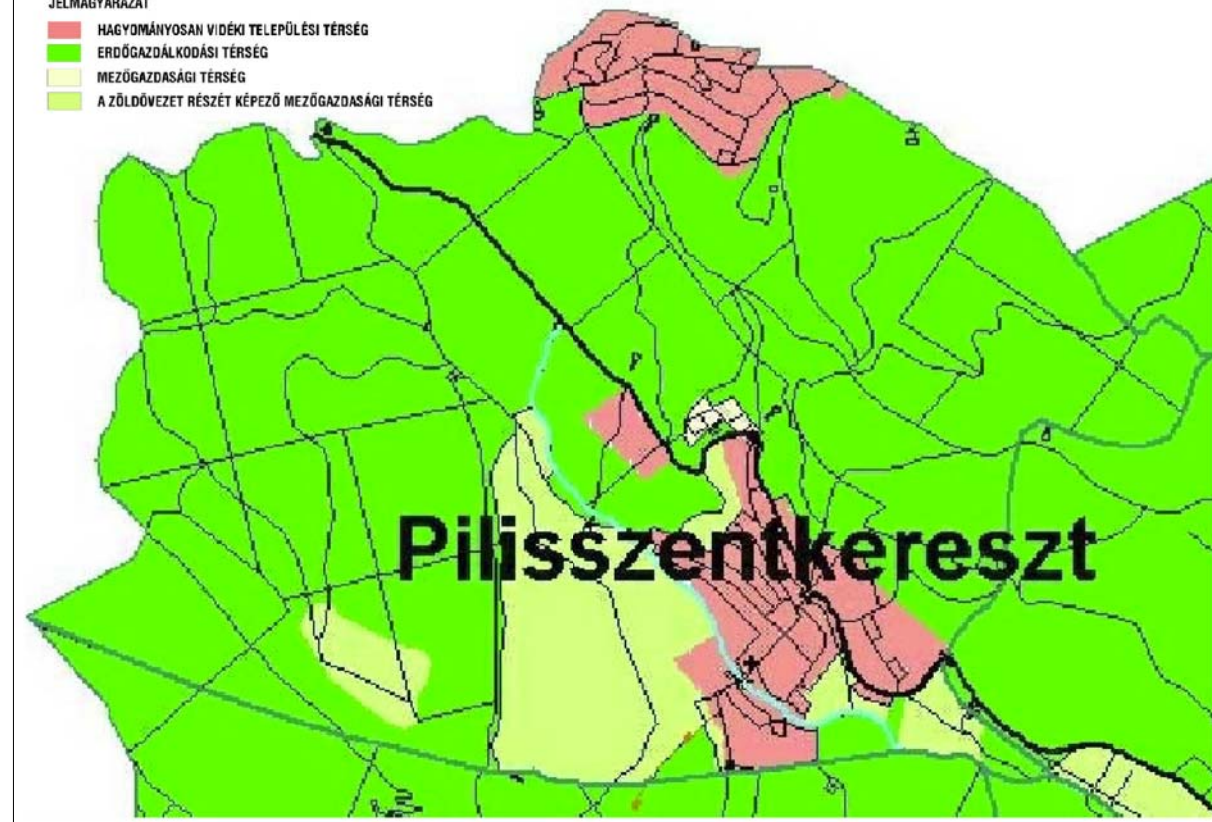 JELMAGYARÁZAT
HAGYOMÁNYOSAN VIDÉKI TELEPÜLÉSI TÉRSÉG
ERDŐGAZDÁLKODÁSI TÉRSÉG
MEZŐGAZDASÁGI TÉRSÉG
A ZÖLDÖVEZET RÉSZÉT KÉPEZŐ MEZŐGAZDASÁGI TÉRSÉG
Pilisszentkereszt